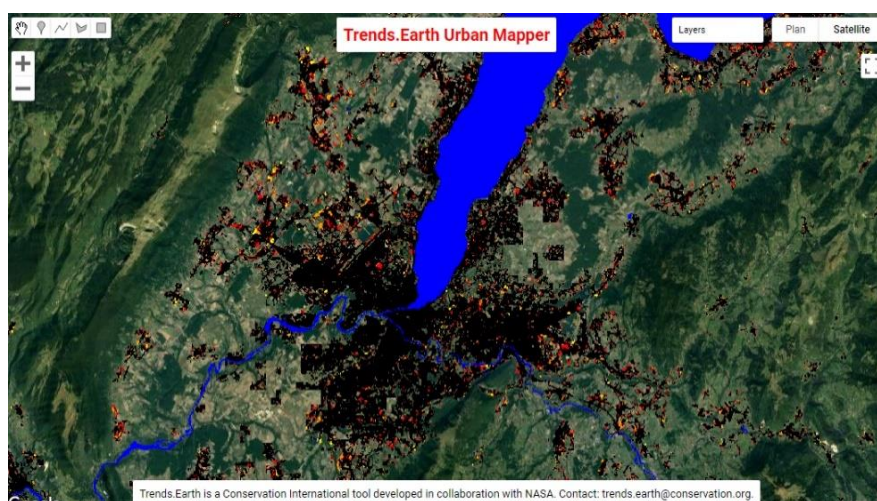 Trends.Earth Urban Mapper
Layers
Plan
Satellite
Trends.Earth is a Conservation International tool developed in collaboration with NASA. Contact: trends.earth@conservation.org.